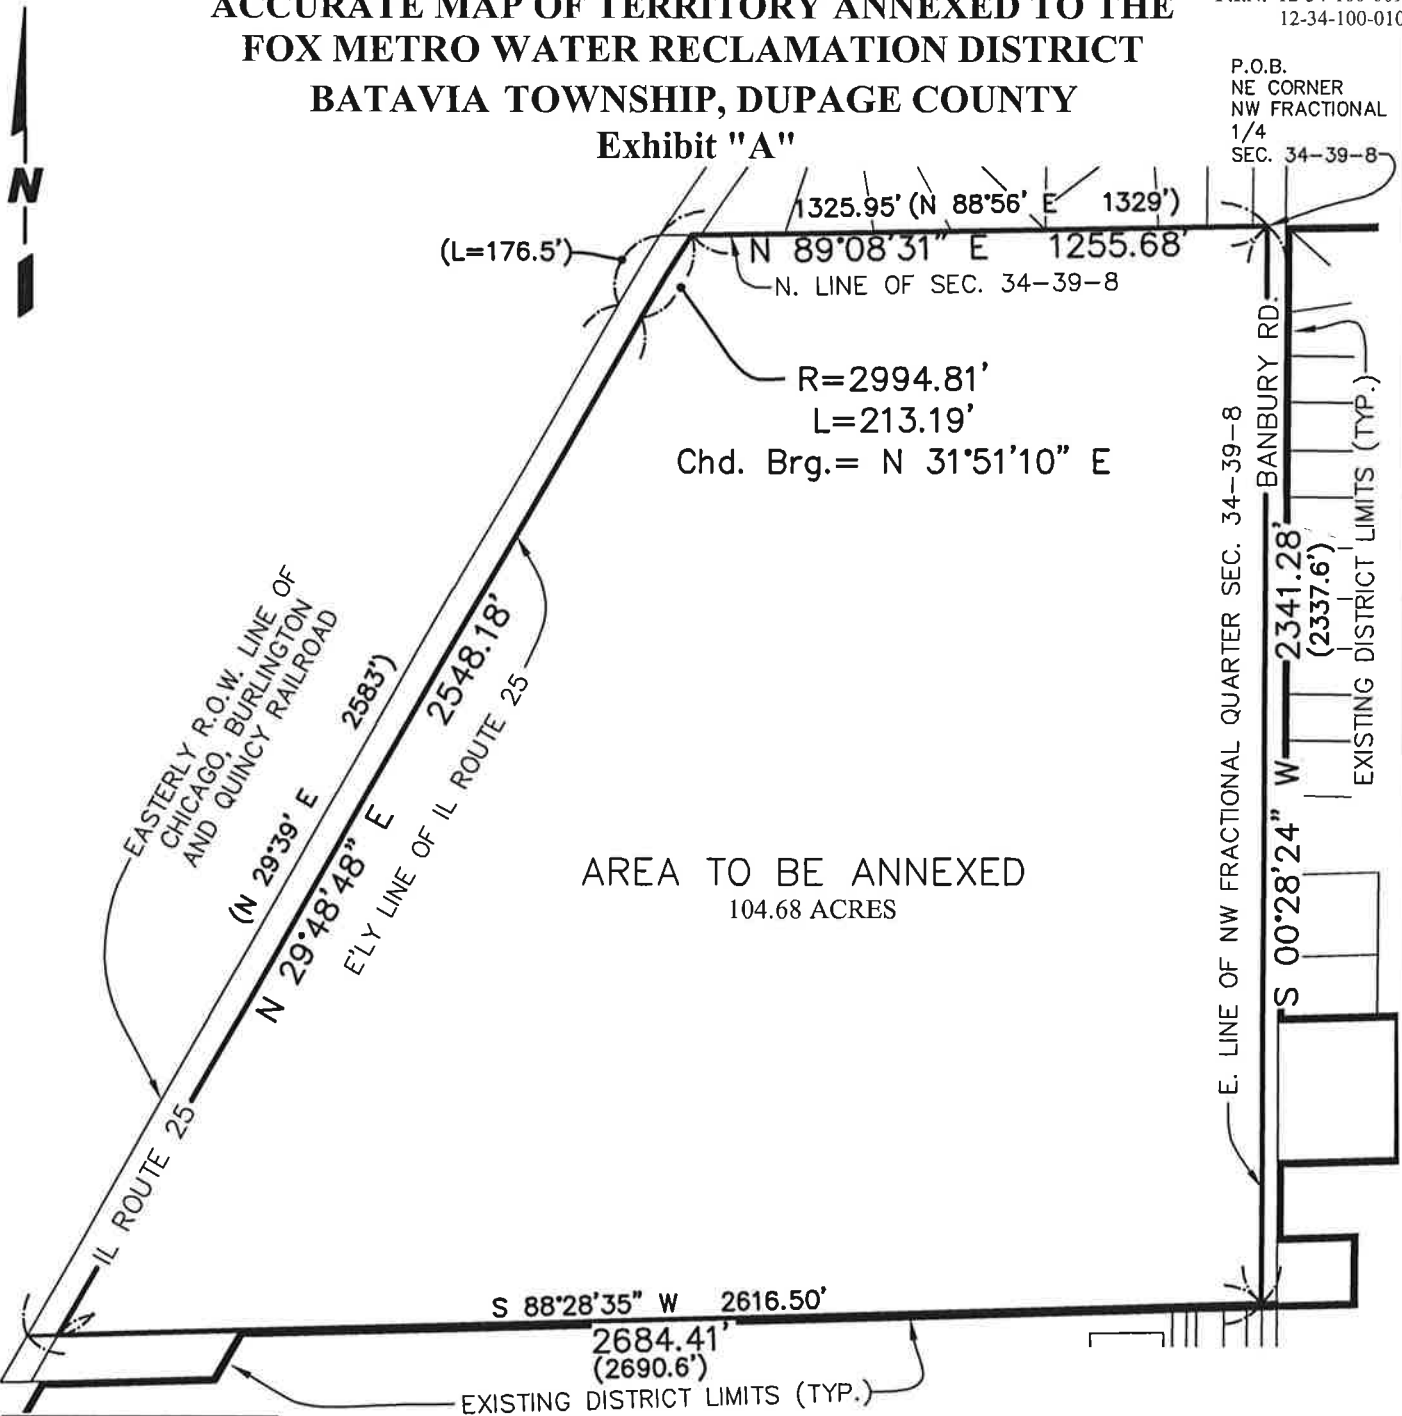 ACCURATE MAP OF TERRITORY ANNEXED TO THE
FOX METRO WATER RECLAMATION DISTRICT
BATAVIA TOWNSHIP, DUPAGE COUNTY
Exhibit "A"
12-34-100-010
P.O.B.
NE CORNER
NW FRACTIONAL
1/4
SEC. 34-39-8
N
1325.95' (N 88°56' E 1329')
(L=176.5')
N 89°08'31" E 1255.68'
N. LINE OF SEC. 34-39-8
R=2994.81'
L=213.19'
Chd. Brg.= N 31°51'10" E
BANBURY RD.
E. LINE OF NW FRACTIONAL QUARTER SEC. 34-39-8
S 00°28'24" W 2341.28'
(2337.6')
EXISTING DISTRICT LIMITS (TYP.)
EASTERLY R.O.W. LINE OF
CHICAGO, BURLINGTON
AND QUINCY RAILROAD
(N 29°39' E 2583')
N 29°48'48" E 2548.18'
E'LY LINE OF IL ROUTE 25
AREA TO BE ANNEXED
104.68 ACRES
IL ROUTE 25
S 88°28'35" W 2616.50'
2684.41'
(2690.6')
EXISTING DISTRICT LIMITS (TYP.)